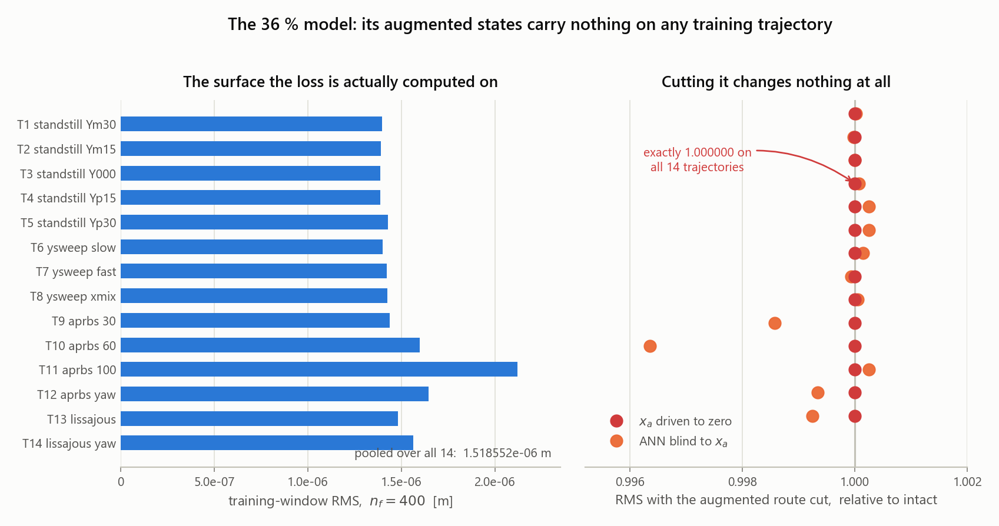 The 36 % model: its augmented states carry nothing on any training trajectory
The surface the loss is actually computed on
T1 standstill Ym30
T2 standstill Ym15
T3 standstill Y000
T4 standstill Yp15
T5 standstill Yp30
T6 ysweep slow
T7 ysweep fast
T8 ysweep xmix
T9 aprbs 30
T10 aprbs 60
T11 aprbs 100
T12 aprbs yaw
T13 lissajous
T14 lissajous yaw
pooled over all 14: 1.518552e-06 m
0 5.0e-07 1.0e-06 1.5e-06 2.0e-06
training-window RMS, n_f = 400 [m]
Cutting it changes nothing at all
exactly 1.000000 on
all 14 trajectories
x_a driven to zero
ANN blind to x_a
0.996 0.998 1.000 1.002
RMS with the augmented route cut, relative to intact